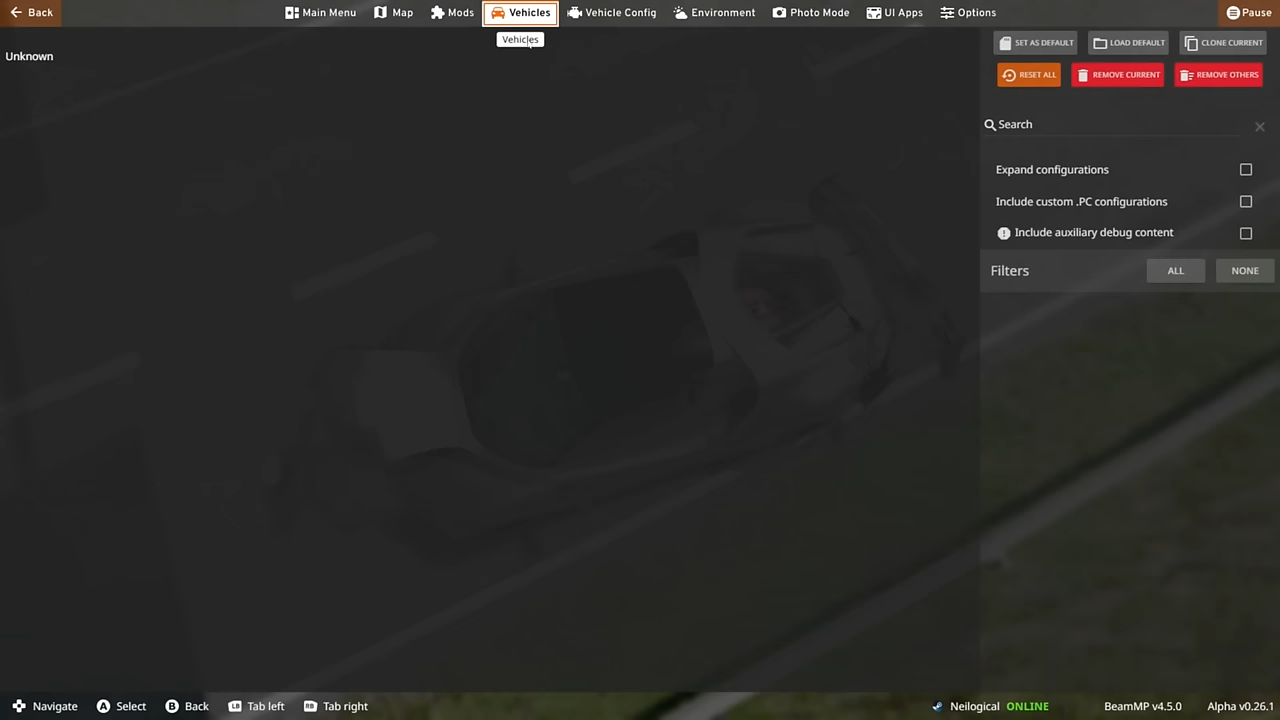 Back
Main Menu
Map
Mods
Vehicles
Vehicle Config
Environment
Photo Mode
UI Apps
Options
Pause
Vehicles
Unknown
SET AS DEFAULT
LOAD DEFAULT
CLONE CURRENT
RESET ALL
REMOVE CURRENT
REMOVE OTHERS
Search
Expand configurations
Include custom .PC configurations
Include auxiliary debug content
Filters
ALL
NONE
Navigate
A Select
B Back
LB Tab left
RB Tab right
Neilogical ONLINE
BeamMP v4.5.0
Alpha v0.26.1